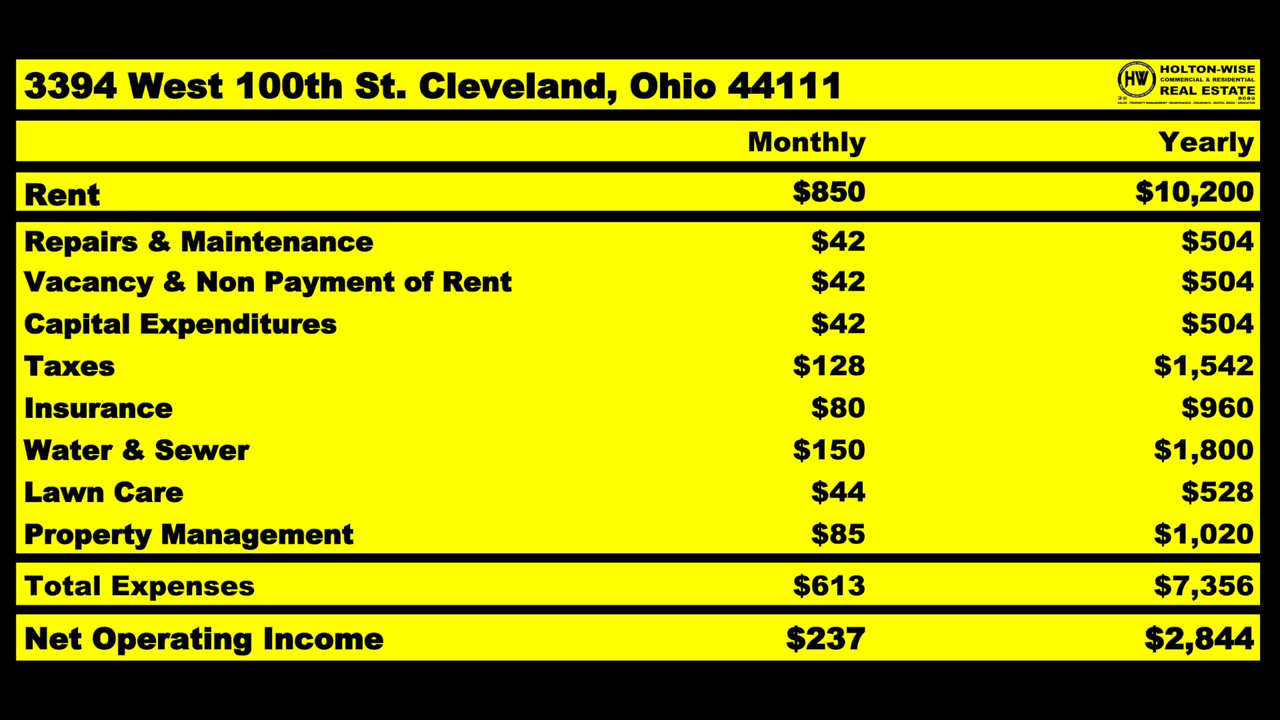 3394 West 100th St. Cleveland, Ohio 44111
HW
HOLTON-WISE
COMMERCIAL & RESIDENTIAL
REAL ESTATE
Monthly Yearly
Rent $850 $10,200
Repairs & Maintenance $42 $504
Vacancy & Non Payment of Rent $42 $504
Capital Expenditures $42 $504
Taxes $128 $1,542
Insurance $80 $960
Water & Sewer $150 $1,800
Lawn Care $44 $528
Property Management $85 $1,020
Total Expenses $613 $7,356
Net Operating Income $237 $2,844